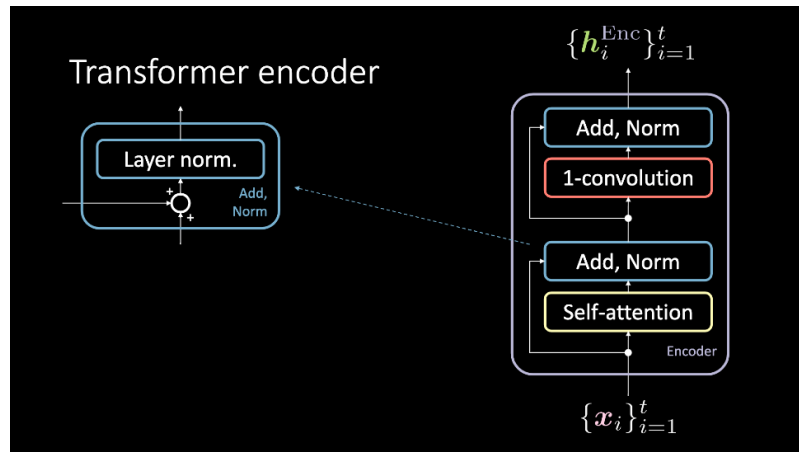 Transformer encoder
Layer norm.
+
+
Add,
Norm
{h_i^Enc}_{i=1}^t
Add, Norm
1-convolution
Add, Norm
Self-attention
Encoder
{x_i}_{i=1}^t